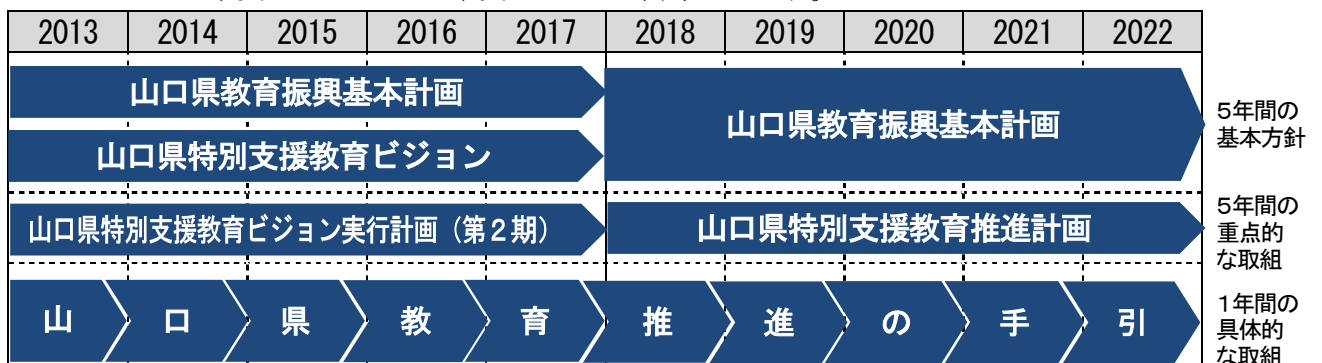 2013 2014 2015 2016 2017 2018 2019 2020 2021 2022
山口県教育振興基本計画
山口県特別支援教育ビジョン
山口県教育振興基本計画
5年間の
基本方針
山口県特別支援教育ビジョン実行計画（第２期）
山口県特別支援教育推進計画
5年間の
重点的
な取組
山 口 県 教 育 推 進 の 手 引
1年間の
具体的
な取組